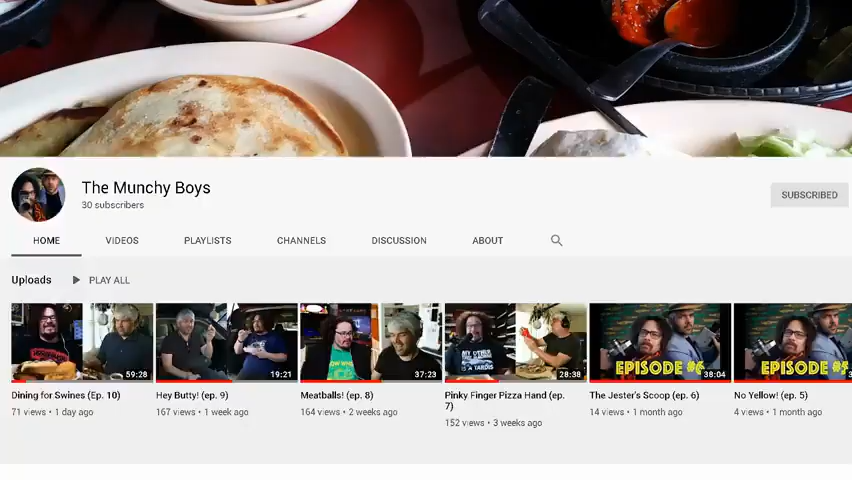 The Munchy Boys
30 subscribers
SUBSCRIBED
HOME VIDEOS PLAYLISTS CHANNELS DISCUSSION ABOUT
Uploads PLAY ALL
59:28
19:21
37:23
MY OTHER
IS A TARDIS
28:38
EPISODE #6
38:04
EPISODE #5
Dining for Swines (Ep. 10)
71 views • 1 day ago
Hey Butty! (ep. 9)
167 views • 1 week ago
Meatballs! (ep. 8)
164 views • 2 weeks ago
Pinky Finger Pizza Hand (ep.
7)
152 views • 3 weeks ago
The Jester's Scoop (ep. 6)
14 views • 1 month ago
No Yellow! (ep. 5)
4 views • 1 month ago